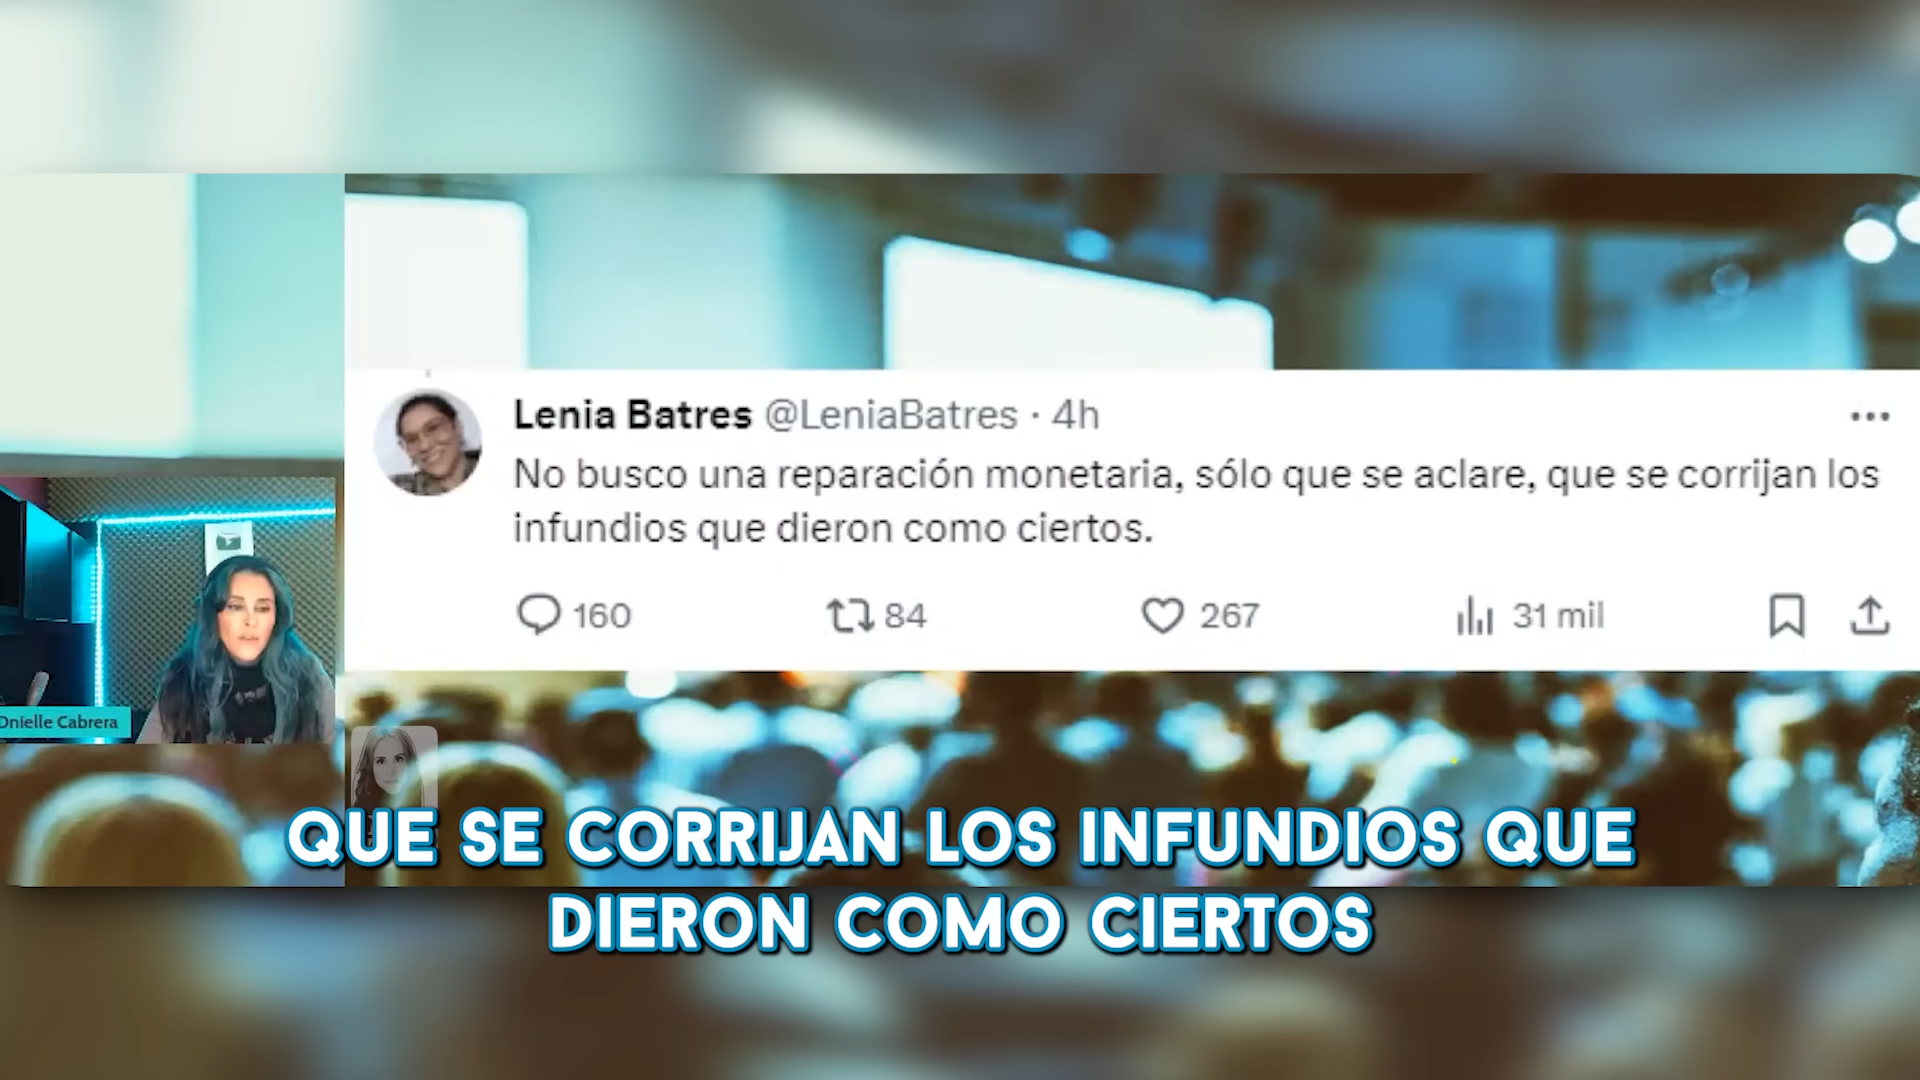 Lenia Batres @LeniaBatres · 4h
No busco una reparación monetaria, sólo que se aclare, que se corrijan los
infundios que dieron como ciertos.
160 84 267 31 mil
Dnielle Cabrera
QUE SE CORRIJAN LOS INFUNDIOS QUE
DIERON COMO CIERTOS